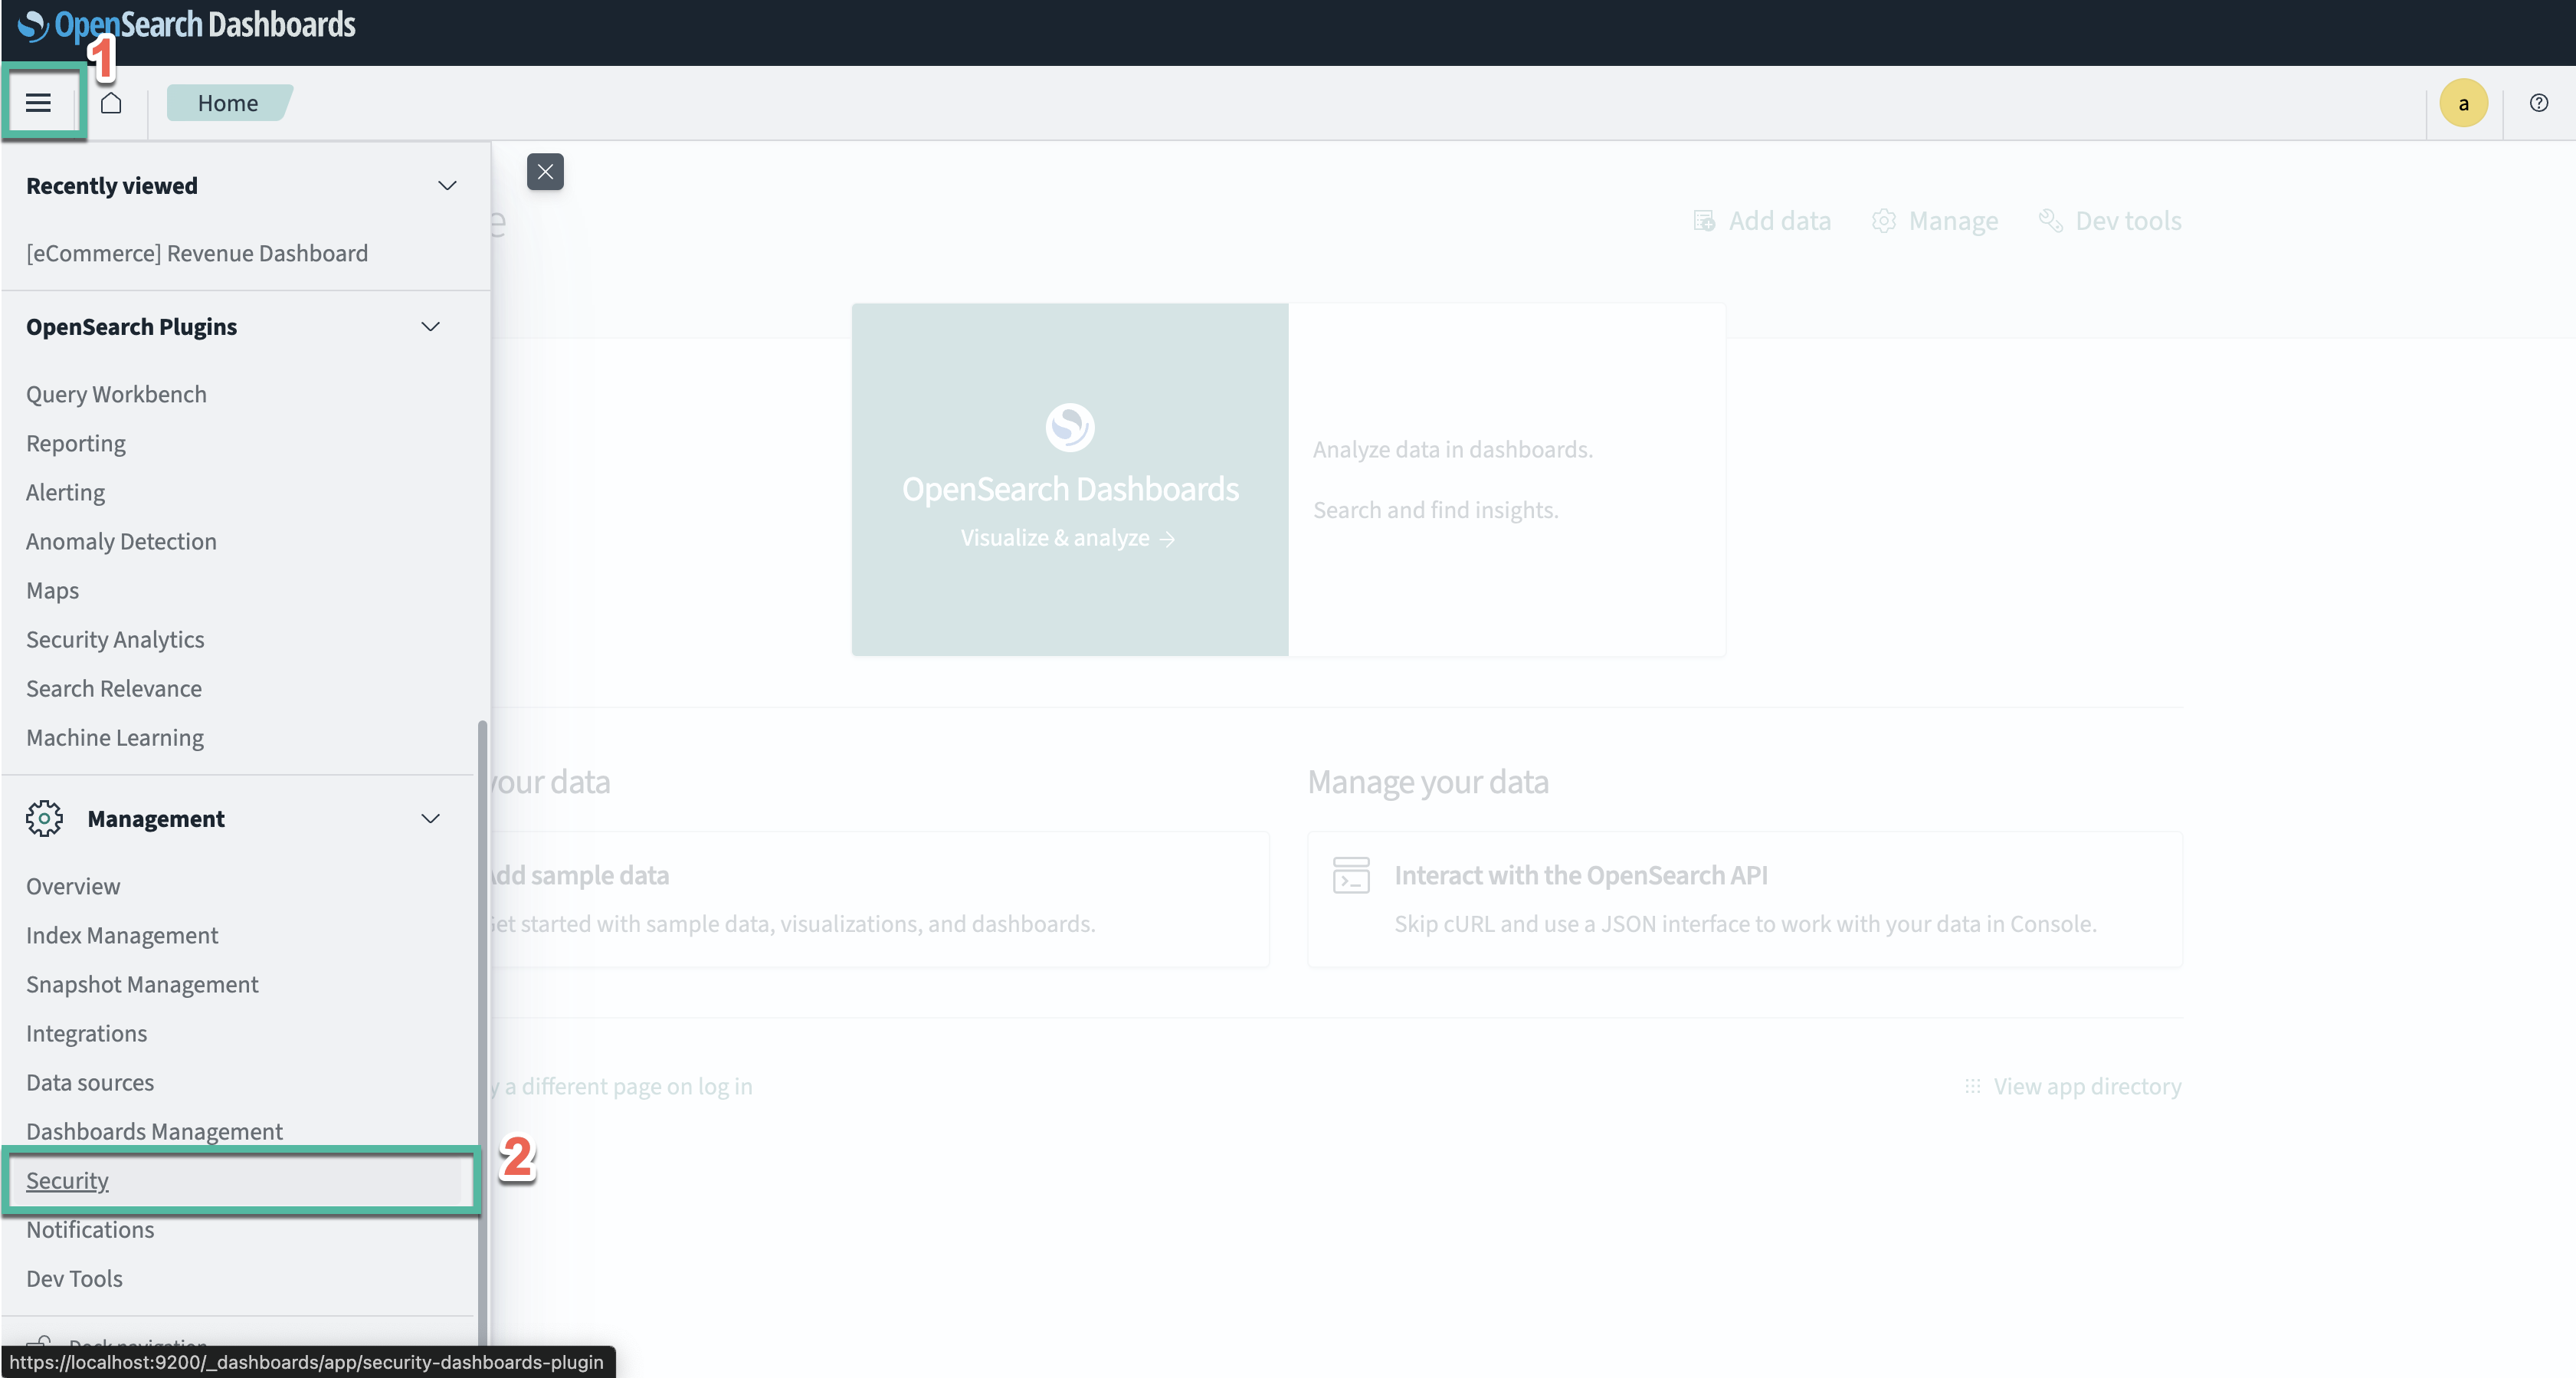 OpenSearch Dashboards
1
Home
a
Recently viewed
[eCommerce] Revenue Dashboard
OpenSearch Plugins
Query Workbench
Reporting
Alerting
Anomaly Detection
Maps
Security Analytics
Search Relevance
Machine Learning
Management
Overview
Index Management
Snapshot Management
Integrations
Data sources
Dashboards Management
Security
2
Notifications
Dev Tools
Dock navigation
https://localhost:9200/_dashboards/app/security-dashboards-plugin
e
Add data
Manage
Dev tools
OpenSearch Dashboards
Visualize & analyze →
Analyze data in dashboards.
Search and find insights.
your data
Add sample data
Get started with sample data, visualizations, and dashboards.
Manage your data
Interact with the OpenSearch API
Skip cURL and use a JSON interface to work with your data in Console.
y a different page on log in
View app directory